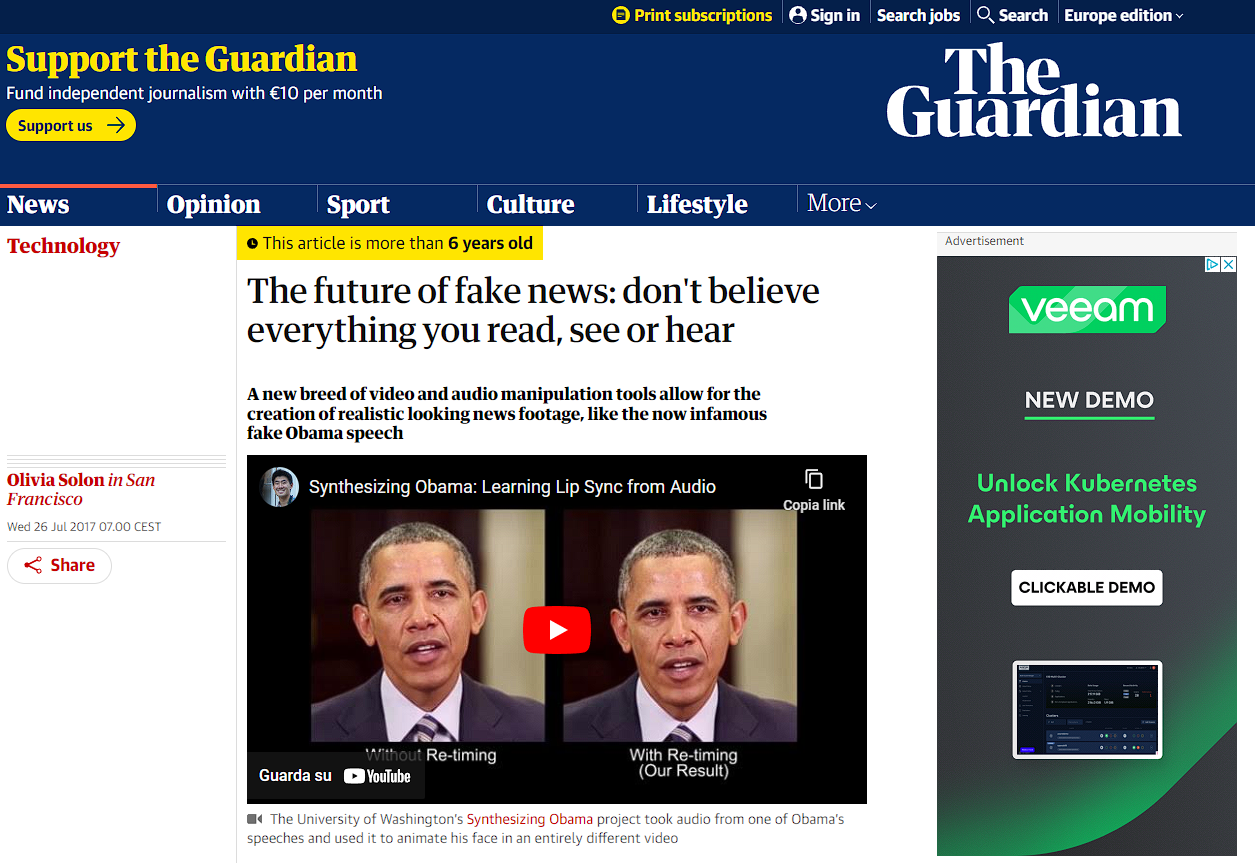 Print subscriptions
Sign in
Search jobs
Search
Europe edition
Support the Guardian
Fund independent journalism with €10 per month
Support us
The
Guardian
News
Opinion
Sport
Culture
Lifestyle
More
Technology
This article is more than 6 years old
The future of fake news: don't believe
everything you read, see or hear
A new breed of video and audio manipulation tools allow for the
creation of realistic looking news footage, like the now infamous
fake Obama speech
Olivia Solon in San
Francisco
Wed 26 Jul 2017 07.00 CEST
Share
Synthesizing Obama: Learning Lip Sync from Audio
Copia link
Without Re-timing
With Re-timing
(Our Result)
Guarda su YouTube
The University of Washington's Synthesizing Obama project took audio from one of Obama's
speeches and used it to animate his face in an entirely different video
Advertisement
veeam
NEW DEMO
Unlock Kubernetes
Application Mobility
CLICKABLE DEMO